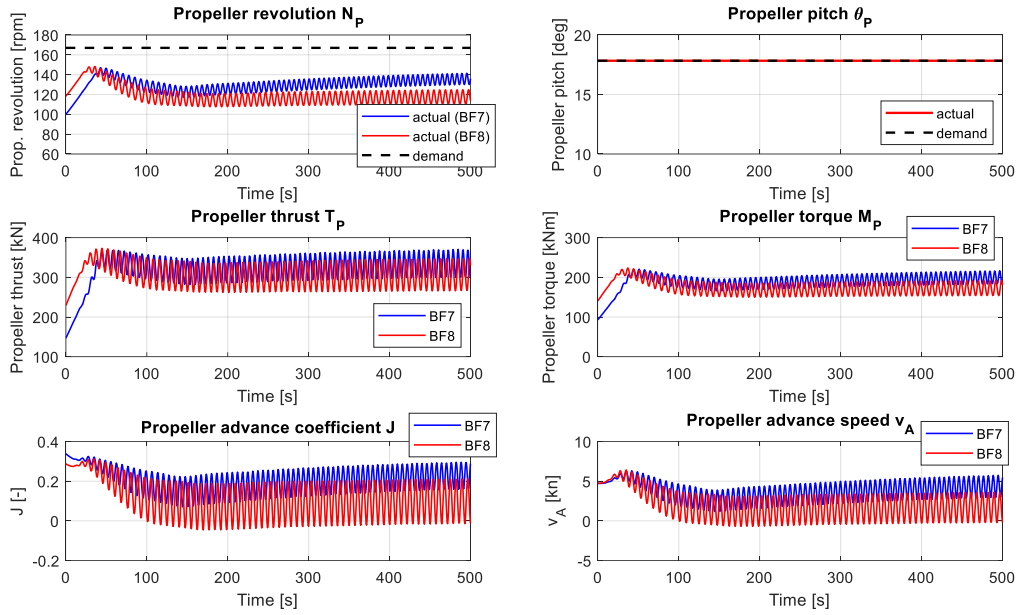 Propeller revolution N_P
Prop. revolution [rpm]
180
160
140
120
100
80
60
0 100 200 300 400 500
Time [s]
actual (BF7)
actual (BF8)
demand
Propeller pitch θ_P
Propeller pitch [deg]
20
15
10
0 100 200 300 400 500
Time [s]
actual
demand
Propeller thrust T_P
Propeller thrust [kN]
400
300
200
100
0 100 200 300 400 500
Time [s]
BF7
BF8
Propeller torque M_P
Propeller torque [kNm]
300
200
100
0
0 100 200 300 400 500
Time [s]
BF7
BF8
Propeller advance coefficient J
J [-]
0.4
0.2
0
-0.2
0 100 200 300 400 500
Time [s]
BF7
BF8
Propeller advance speed v_A
v_A [kn]
10
5
0
-5
0 100 200 300 400 500
Time [s]
BF7
BF8